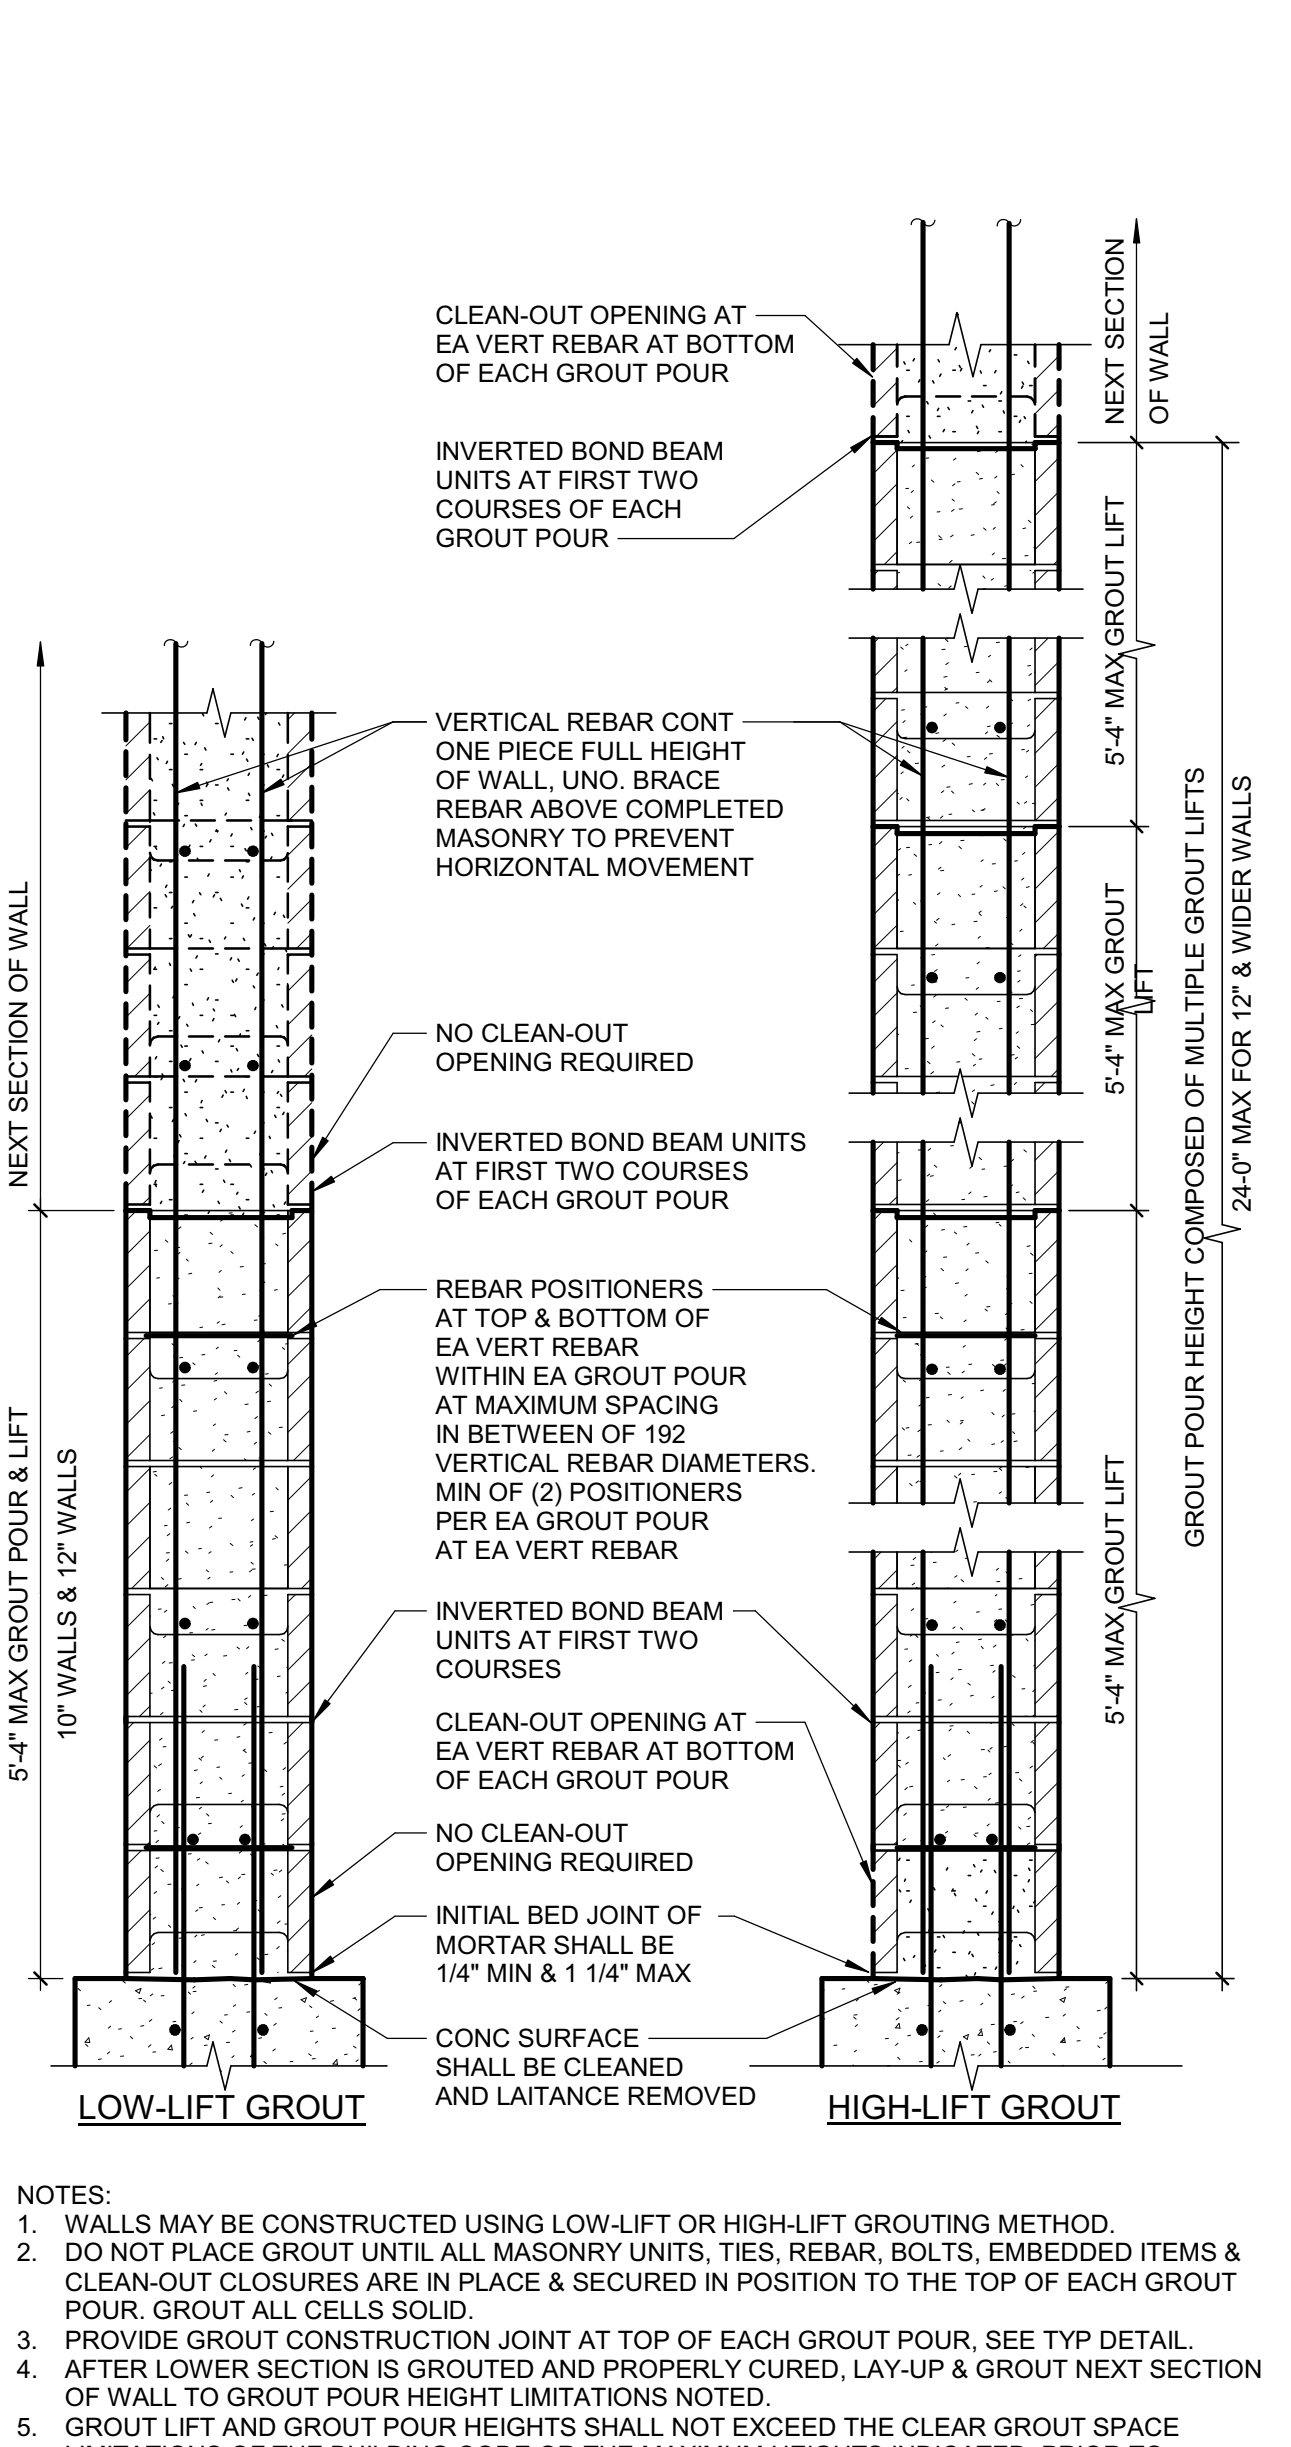 CLEAN-OUT OPENING AT
EA VERT REBAR AT BOTTOM
OF EACH GROUT POUR
INVERTED BOND BEAM
UNITS AT FIRST TWO
COURSES OF EACH
GROUT POUR
VERTICAL REBAR CONT
ONE PIECE FULL HEIGHT
OF WALL, UNO. BRACE
REBAR ABOVE COMPLETED
MASONRY TO PREVENT
HORIZONTAL MOVEMENT
NO CLEAN-OUT
OPENING REQUIRED
INVERTED BOND BEAM UNITS
AT FIRST TWO COURSES
OF EACH GROUT POUR
REBAR POSITIONERS
AT TOP & BOTTOM OF
EA VERT REBAR
WITHIN EA GROUT POUR
AT MAXIMUM SPACING
IN BETWEEN OF 192
VERTICAL REBAR DIAMETERS.
MIN OF (2) POSITIONERS
PER EA GROUT POUR
AT EA VERT REBAR
INVERTED BOND BEAM
UNITS AT FIRST TWO
COURSES
CLEAN-OUT OPENING AT
EA VERT REBAR AT BOTTOM
OF EACH GROUT POUR
NO CLEAN-OUT
OPENING REQUIRED
INITIAL BED JOINT OF
MORTAR SHALL BE
1/4" MIN & 1 1/4" MAX
CONC SURFACE
SHALL BE CLEANED
AND LAITANCE REMOVED
NEXT SECTION OF WALL
5'-4" MAX GROUT POUR & LIFT
10" WALLS & 12" WALLS
NEXT SECTION
OF WALL
5'-4" MAX GROUT LIFT
5'-4" MAX GROUT
LIFT
5'-4" MAX GROUT LIFT
GROUT POUR HEIGHT COMPOSED OF MULTIPLE GROUT LIFTS
24-0" MAX FOR 12" & WIDER WALLS
LOW-LIFT GROUT
HIGH-LIFT GROUT
NOTES:
1. WALLS MAY BE CONSTRUCTED USING LOW-LIFT OR HIGH-LIFT GROUTING METHOD.
2. DO NOT PLACE GROUT UNTIL ALL MASONRY UNITS, TIES, REBAR, BOLTS, EMBEDDED ITEMS &
CLEAN-OUT CLOSURES ARE IN PLACE & SECURED IN POSITION TO THE TOP OF EACH GROUT
POUR. GROUT ALL CELLS SOLID.
3. PROVIDE GROUT CONSTRUCTION JOINT AT TOP OF EACH GROUT POUR, SEE TYP DETAIL.
4. AFTER LOWER SECTION IS GROUTED AND PROPERLY CURED, LAY-UP & GROUT NEXT SECTION
OF WALL TO GROUT POUR HEIGHT LIMITATIONS NOTED.
5. GROUT LIFT AND GROUT POUR HEIGHTS SHALL NOT EXCEED THE CLEAR GROUT SPACE